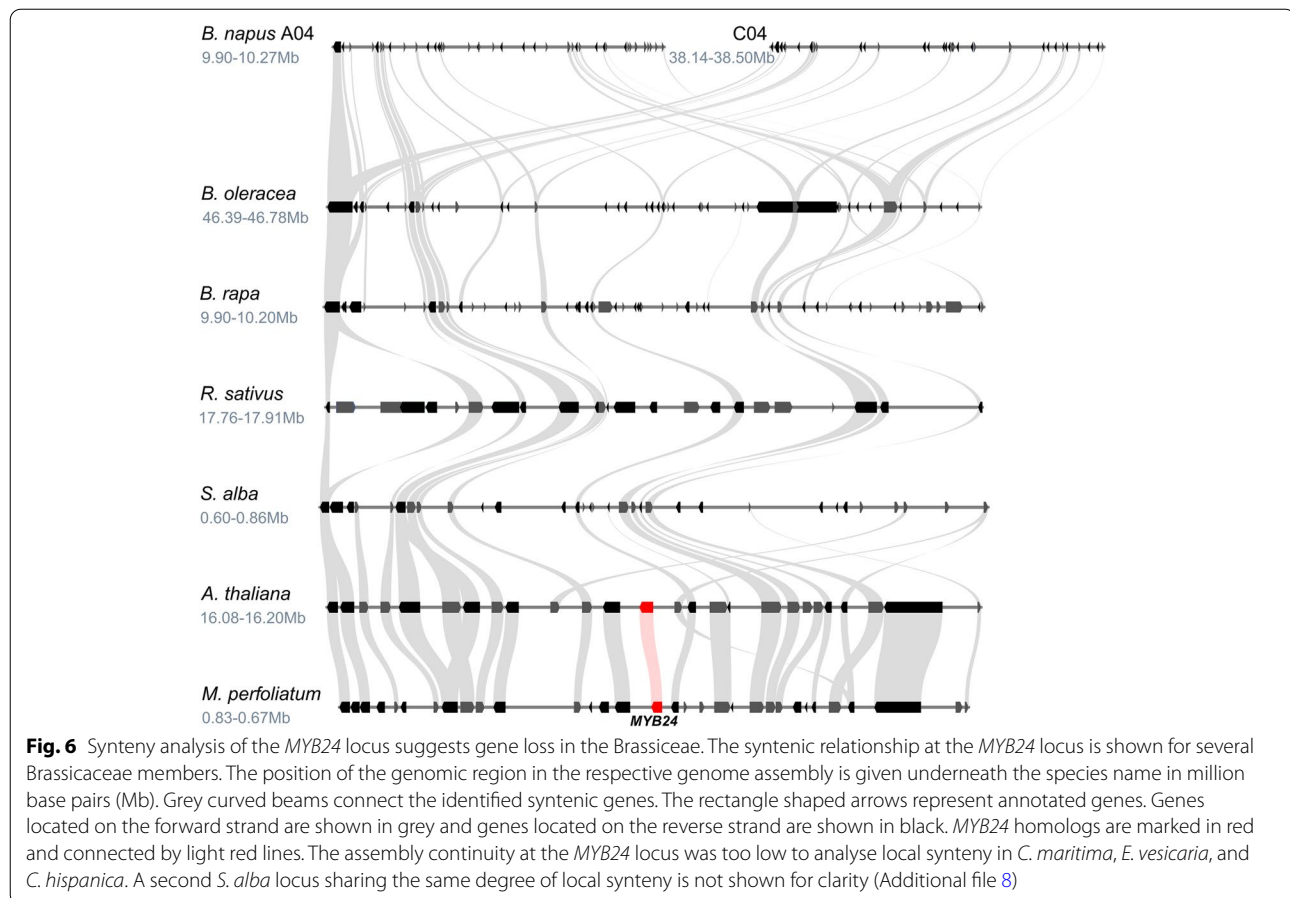 B. napus A04
9.90-10.27Mb
C04
38.14-38.50Mb
B. oleracea
46.39-46.78Mb
B. rapa
9.90-10.20Mb
R. sativus
17.76-17.91Mb
S. alba
0.60-0.86Mb
A. thaliana
16.08-16.20Mb
M. perfoliatum
0.83-0.67Mb
MYB24
Fig. 6 Synteny analysis of the MYB24 locus suggests gene loss in the Brassiceae. The syntenic relationship at the MYB24 locus is shown for several
Brassicaceae members. The position of the genomic region in the respective genome assembly is given underneath the species name in million
base pairs (Mb). Grey curved beams connect the identified syntenic genes. The rectangle shaped arrows represent annotated genes. Genes
located on the forward strand are shown in grey and genes located on the reverse strand are shown in black. MYB24 homologs are marked in red
and connected by light red lines. The assembly continuity at the MYB24 locus was too low to analyse local synteny in C. maritima, E. vesicaria, and
C. hispanica. A second S. alba locus sharing the same degree of local synteny is not shown for clarity (Additional file 8)